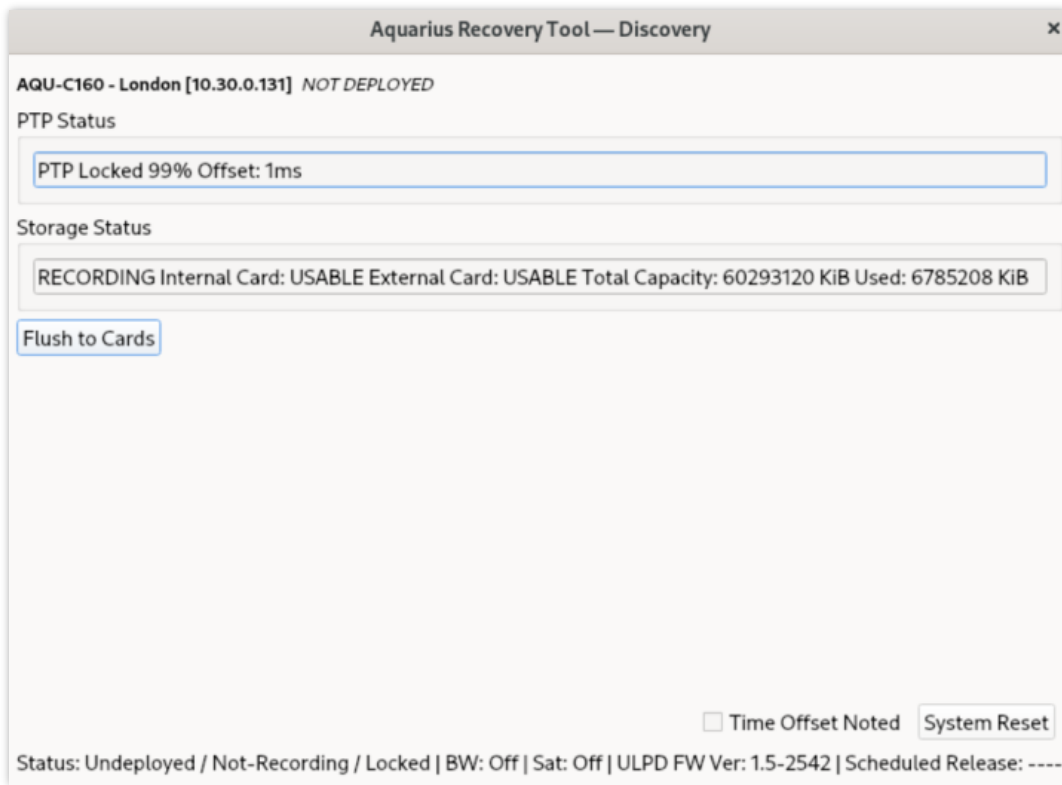 Aquarius Recovery Tool — Discovery ×
AQU-C160 - London [10.30.0.131] NOT DEPLOYED
PTP Status
PTP Locked 99% Offset: 1ms
Storage Status
RECORDING Internal Card: USABLE External Card: USABLE Total Capacity: 60293120 KiB Used: 6785208 KiB
Flush to Cards
Time Offset Noted System Reset
Status: Undeployed / Not-Recording / Locked | BW: Off | Sat: Off | ULPD FW Ver: 1.5-2542 | Scheduled Release: ----